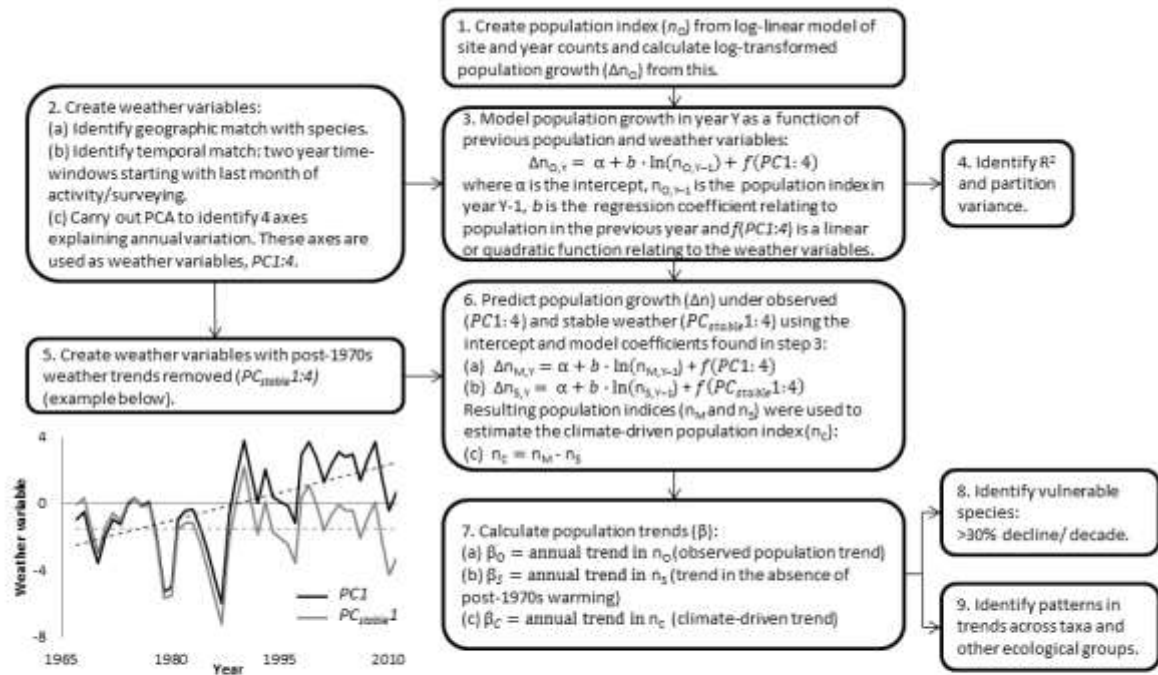 1. Create population index (nO) from log-linear model of
site and year counts and calculate log-transformed
population growth (ΔnO) from this.
2. Create weather variables:
(a) Identify geographic match with species.
(b) Identify temporal match: two year time-
windows starting with last month of
activity/surveying.
(c) Carry out PCA to identify 4 axes
explaining annual variation. These axes are
used as weather variables, PC1:4.
3. Model population growth in year Y as a function of
previous population and weather variables:
ΔnO,Y = α + b · ln(nO,Y−1) + f(PC1: 4)
where α is the intercept, nO,Y−1 is the population index in
year Y-1, b is the regression coefficient relating to
population in the previous year and f(PC1:4) is a linear
or quadratic function relating to the weather variables.
4. Identify R²
and partition
variance.
5. Create weather variables with post-1970s
weather trends removed (PCstable1:4)
(example below).
6. Predict population growth (Δn) under observed
(PC1: 4) and stable weather (PCstable1: 4) using the
intercept and model coefficients found in step 3:
(a) ΔnM,Y = α + b · ln(nM,Y−1) + f(PC1: 4)
(b) ΔnS,Y = α + b · ln(nS,Y−1) + f(PCstable1:4)
Resulting population indices (nM and nS) were used to
estimate the climate-driven population index (nC):
(c) nC = nM - nS
4
0
-4
-8
Weather variable
PC1
PCstable1
1965 1980 1995 2010
Year
7. Calculate population trends (β):
(a) βO = annual trend in nO (observed population trend)
(b) βS = annual trend in nS (trend in the absence of
post-1970s warming)
(c) βC = annual trend in nC (climate-driven trend)
8. Identify vulnerable
species:
>30% decline/ decade.
9. Identify patterns in
trends across taxa and
other ecological groups.